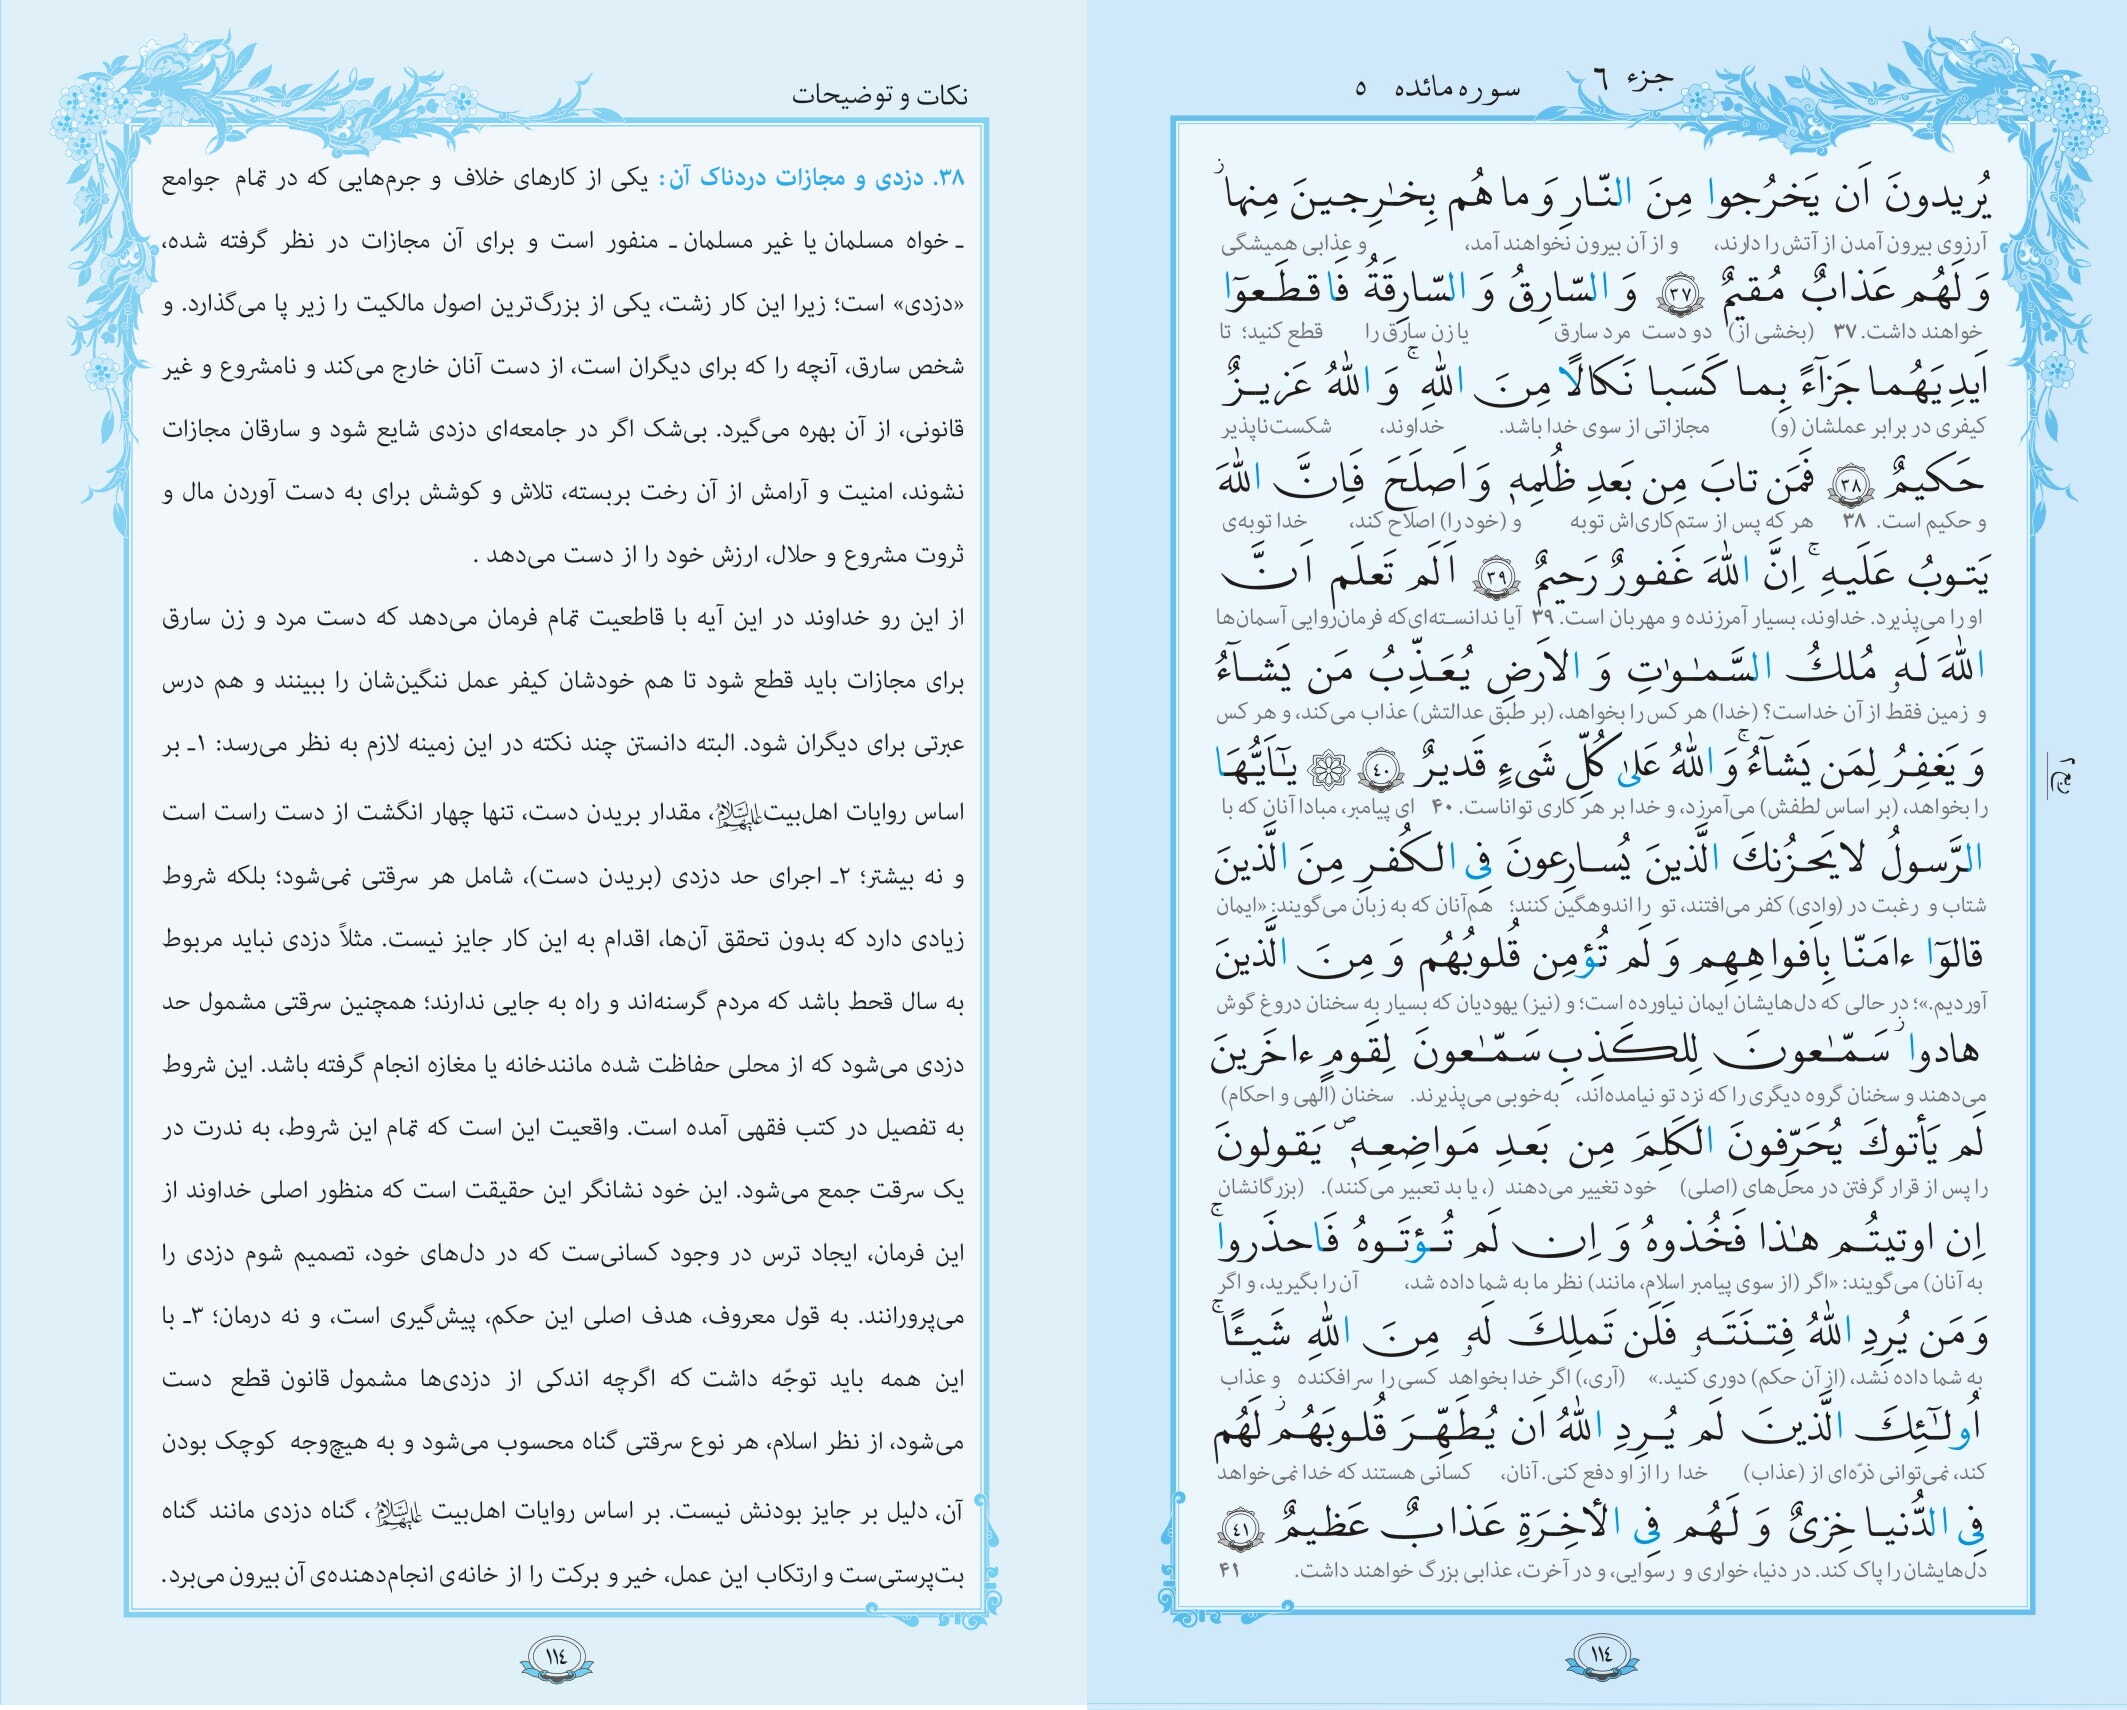 جزء ٦
سوره مائده ٥
يُريدونَ اَن يَخرُجوا مِنَ النّارِ وَ ما هُم بِخـٰرِجينَ مِنهاۖ
آرزوی بیرون آمدن از آتش را دارند، و از آن بیرون نخواهند آمد، و عذابی همیشگی
وَ لَهُم عَذابٌ مُقيمٌ ﴿٣٧﴾ وَ السّارِقُ وَ السّارِقَةُ فَاقطَعوٓا
خواهند داشت. ۳۷ (بخشی از) دو دست مرد سارق یا زن سارق را قطع کنید؛ تا
اَيدِيَهُما جَزآءً بِما كَسَبا نَكالًا مِنَ اللّٰهِ ۚ وَ اللّٰهُ عَزيزٌ
کیفری در برابر عملشان (و) مجازاتی از سوی خدا باشد. خداوند، شکست‌ناپذیر
حَكيمٌ ﴿٣٨﴾ فَمَن تابَ مِن بَعدِ ظُلمِهٖ وَ اَصلَحَ فَاِنَّ اللّٰهَ
و حکیم است. ۳۸ هر که پس از ستم‌کاری‌اش توبه و (خود را) اصلاح کند، خدا توبه‌ی
يَتوبُ عَلَيهِ ۚ اِنَّ اللّٰهَ غَفورٌ رَحيمٌ ﴿٣٩﴾ اَلَم تَعلَم اَنَّ
او را می‌پذیرد. خداوند، بسیار آمرزنده و مهربان است. ۳۹ آیا ندانسته‌ای که فرمان‌روایی آسمان‌ها
اللّٰهَ لَهٗ مُلكُ السَّمـٰوٰتِ وَ الاَرضِ يُعَذِّبُ مَن يَشآءُ
و زمین فقط از آن خداست؟ (خدا) هر کس را بخواهد، (بر طبق عدالتش) عذاب می‌کند، و هر کس
وَ يَغفِرُ لِمَن يَشآءُ ۚ وَ اللّٰهُ عَلىٰ كُلِّ شَىءٍ قَديرٌ ﴿٤٠﴾ يـٰٓاَيُّهَا
را بخواهد، (بر اساس لطفش) می‌آمرزد، و خدا بر هر کاری تواناست. ۴۰ ای پیامبر، مبادا آنان که با
الرَّسولُ لا يَحزُنكَ الَّذينَ يُسارِعونَ فِى الكُفرِ مِنَ الَّذينَ
شتاب و رغبت در (وادی) کفر می‌افتند، تو را اندوهگین کنند؛ هم‌آنان که به زبان می‌گویند: «ایمان
قالوٓا ءامَنّا بِاَفواهِهِم وَ لَم تُؤمِن قُلوبُهُم وَ مِنَ الَّذينَ
آوردیم.»؛ در حالی که دل‌هایشان ایمان نیاورده است؛ و (نیز) یهودیان که بسیار به سخنان دروغ گوش
هادوا ۛ سَمّـٰعونَ لِلكَذِبِ سَمّـٰعونَ لِقَومٍ ءاخَرينَ
می‌دهند و سخنان گروه دیگری را که نزد تو نیامده‌اند، به‌خوبی می‌پذیرند. سخنان (الهی و احکام)
لَم يَأتوكَ يُحَرِّفونَ الكَلِمَ مِن بَعدِ مَواضِعِهٖ ۖ يَقولونَ
را پس از قرار گرفتن در محل‌های (اصلی) خود تغییر می‌دهند (، یا بد تعبیر می‌کنند). (بزرگانشان
اِن اوتيتُم هـٰذا فَخُذوهُ وَ اِن لَم تُؤتَوهُ فَاحذَروا ۚ
به آنان) می‌گویند: «اگر (از سوی پیامبر اسلام، مانند) نظر ما به شما داده شد، آن را بگیرید، و اگر
وَ مَن يُرِدِ اللّٰهُ فِتنَتَهٗ فَلَن تَملِكَ لَهٗ مِنَ اللّٰهِ شَيـًٔا ۚ
به شما داده نشد، (از آن حکم) دوری کنید.» (آری،) اگر خدا بخواهد کسی را سرافکنده و عذاب
اُولـٰٓئِكَ الَّذينَ لَم يُرِدِ اللّٰهُ اَن يُطَهِّرَ قُلوبَهُم ۚ لَهُم
کند، نمی‌توانی ذرّه‌ای از (عذاب) خدا را از او دفع کنی. آنان، کسانی هستند که خدا نمی‌خواهد
فِى الدُّنيا خِزىٌ وَ لَهُم فِى الأخِرَةِ عَذابٌ عَظيمٌ ﴿٤١﴾
دل‌هایشان را پاک کند. در دنیا، خواری و رسوایی، و در آخرت، عذابی بزرگ خواهند داشت. ۴۱
١١٤
نکات و توضیحات
۳۸. دزدی و مجازات دردناک آن: یکی از کارهای خلاف و جرم‌هایی که در تمام جوامع
ـ خواه مسلمان یا غیر مسلمان ـ منفور است و برای آن مجازات در نظر گرفته شده،
«دزدی» است؛ زیرا این کار زشت، یکی از بزرگ‌ترین اصول مالکیت را زیر پا می‌گذارد. و
شخص سارق، آنچه را که برای دیگران است، از دست آنان خارج می‌کند و نامشروع و غیر
قانونی، از آن بهره می‌گیرد. بی‌شک اگر در جامعه‌ای دزدی شایع شود و سارقان مجازات
نشوند، امنیت و آرامش از آن رخت بربسته، تلاش و کوشش برای به دست آوردن مال و
ثروت مشروع و حلال، ارزش خود را از دست می‌دهد .
از این رو خداوند در این آیه با قاطعیت تمام فرمان می‌دهد که دست مرد و زن سارق
برای مجازات باید قطع شود تا هم خودشان کیفر عمل ننگین‌شان را ببینند و هم درس
عبرتی برای دیگران شود. البته دانستن چند نکته در این زمینه لازم به نظر می‌رسد: ۱ـ بر
اساس روایات اهل‌بیت علیهم السلام، مقدار بریدن دست، تنها چهار انگشت از دست راست است
و نه بیشتر؛ ۲ـ اجرای حد دزدی (بریدن دست)، شامل هر سرقتی نمی‌شود؛ بلکه شروط
زیادی دارد که بدون تحقق آن‌ها، اقدام به این کار جایز نیست. مثلاً دزدی نباید مربوط
به سال قحط باشد که مردم گرسنه‌اند و راه به جایی ندارند؛ همچنین سرقتی مشمول حد
دزدی می‌شود که از محلی حفاظت شده مانندخانه یا مغازه انجام گرفته باشد. این شروط
به تفصیل در کتب فقهی آمده است. واقعیت این است که تمام این شروط، به ندرت در
یک سرقت جمع می‌شود. این خود نشانگر این حقیقت است که منظور اصلی خداوند از
این فرمان، ایجاد ترس در وجود کسانی‌ست که در دل‌های خود، تصمیم شوم دزدی را
می‌پرورانند. به قول معروف، هدف اصلی این حکم، پیش‌گیری است، و نه درمان؛ ۳ـ با
این همه باید توجّه داشت که اگرچه اندکی از دزدی‌ها مشمول قانون قطع دست
می‌شود، از نظر اسلام، هر نوع سرقتی گناه محسوب می‌شود و به هیچ‌وجه کوچک بودن
آن، دلیل بر جایز بودنش نیست. بر اساس روایات اهل‌بیت علیهم السلام، گناه دزدی مانند گناه
بت‌پرستی‌ست و ارتکاب این عمل، خیر و برکت را از خانه‌ی انجام‌دهنده‌ی آن بیرون می‌برد.
١١٤